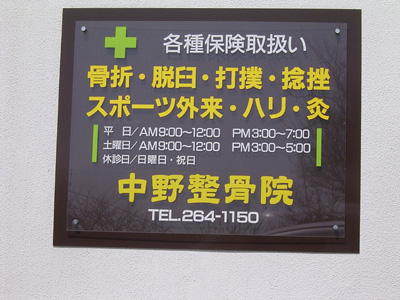 各種保険取扱い
骨折・脱臼・打撲・捻挫
スポーツ外来・ハリ・灸
平 日/AM9:00~12:00 PM3:00~7:00
土曜日/AM9:00~12:00 PM3:00~5:00
休診日/日曜日・祝日
中野整骨院
TEL.264-1150